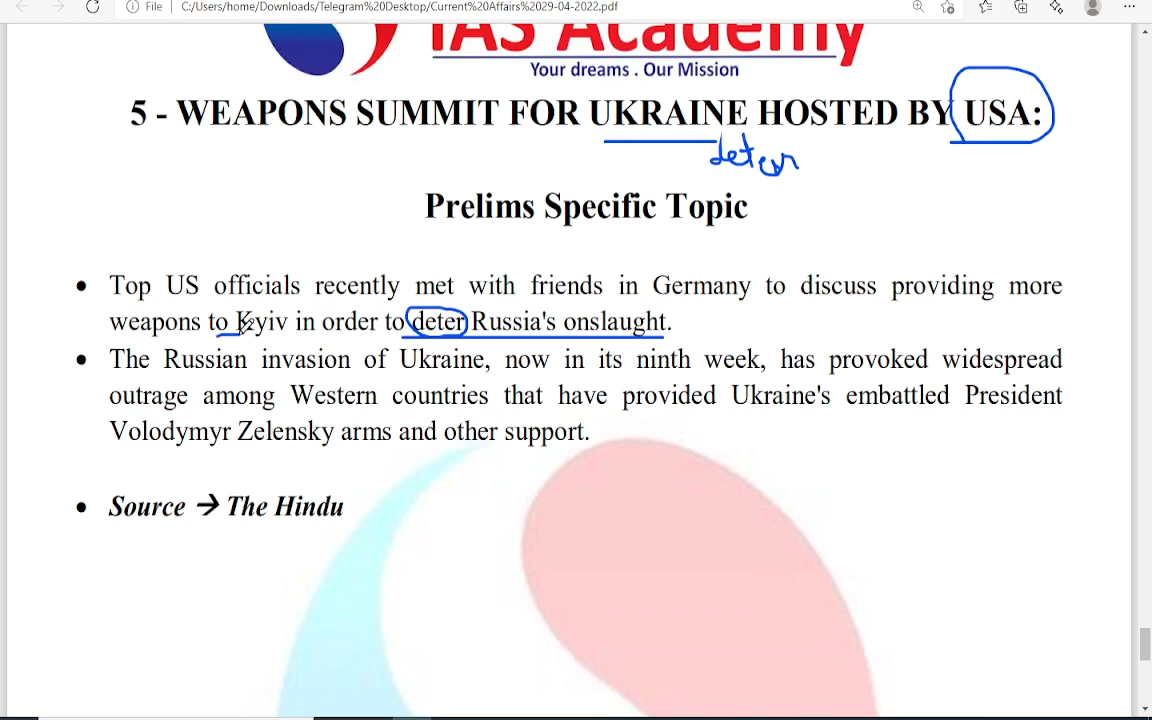 File | C:/Users/home/Downloads/Telegram%20Desktop/Current%20Affairs%2029-04-2022.pdf
IAS Academy
Your dreams . Our Mission
5 - WEAPONS SUMMIT FOR UKRAINE HOSTED BY USA:
deter
Prelims Specific Topic
• Top US officials recently met with friends in Germany to discuss providing more
weapons to Kyiv in order to deter Russia's onslaught.
• The Russian invasion of Ukraine, now in its ninth week, has provoked widespread
outrage among Western countries that have provided Ukraine's embattled President
Volodymyr Zelensky arms and other support.
• Source → The Hindu